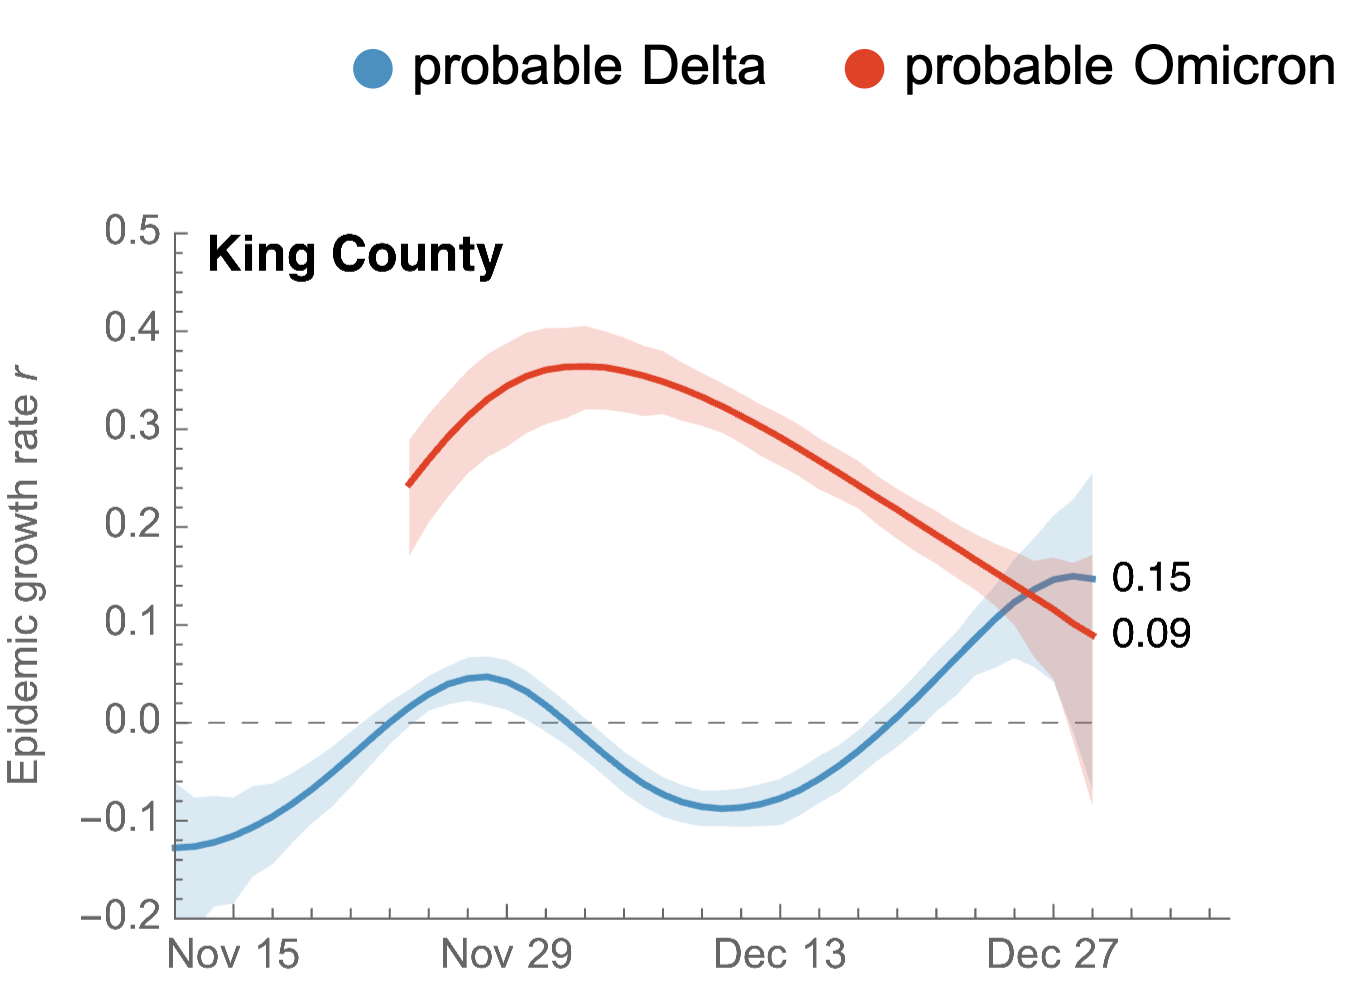 probable Delta probable Omicron
King County
Epidemic growth rate r
0.5
0.4
0.3
0.2
0.1
0.0
−0.1
−0.2
0.15
0.09
Nov 15 Nov 29 Dec 13 Dec 27